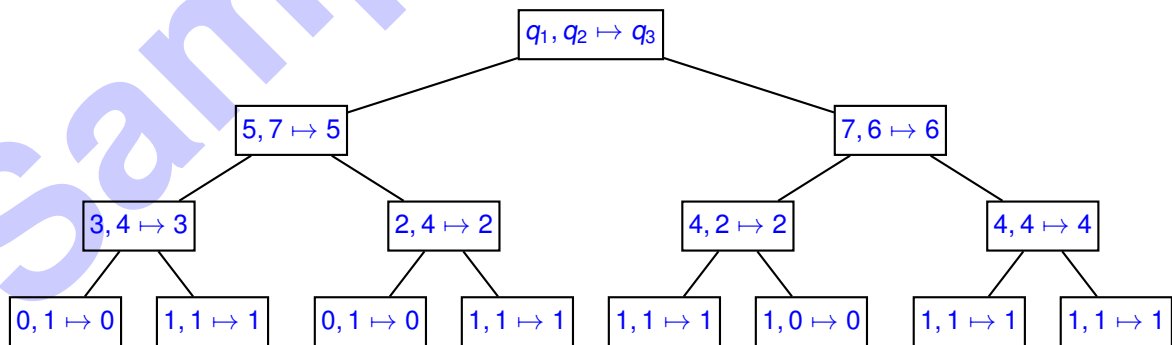 Sam
q₁, q₂ ↦ q₃
5, 7 ↦ 5
7, 6 ↦ 6
3, 4 ↦ 3
2, 4 ↦ 2
4, 2 ↦ 2
4, 4 ↦ 4
0, 1 ↦ 0
1, 1 ↦ 1
0, 1 ↦ 0
1, 1 ↦ 1
1, 1 ↦ 1
1, 0 ↦ 0
1, 1 ↦ 1
1, 1 ↦ 1